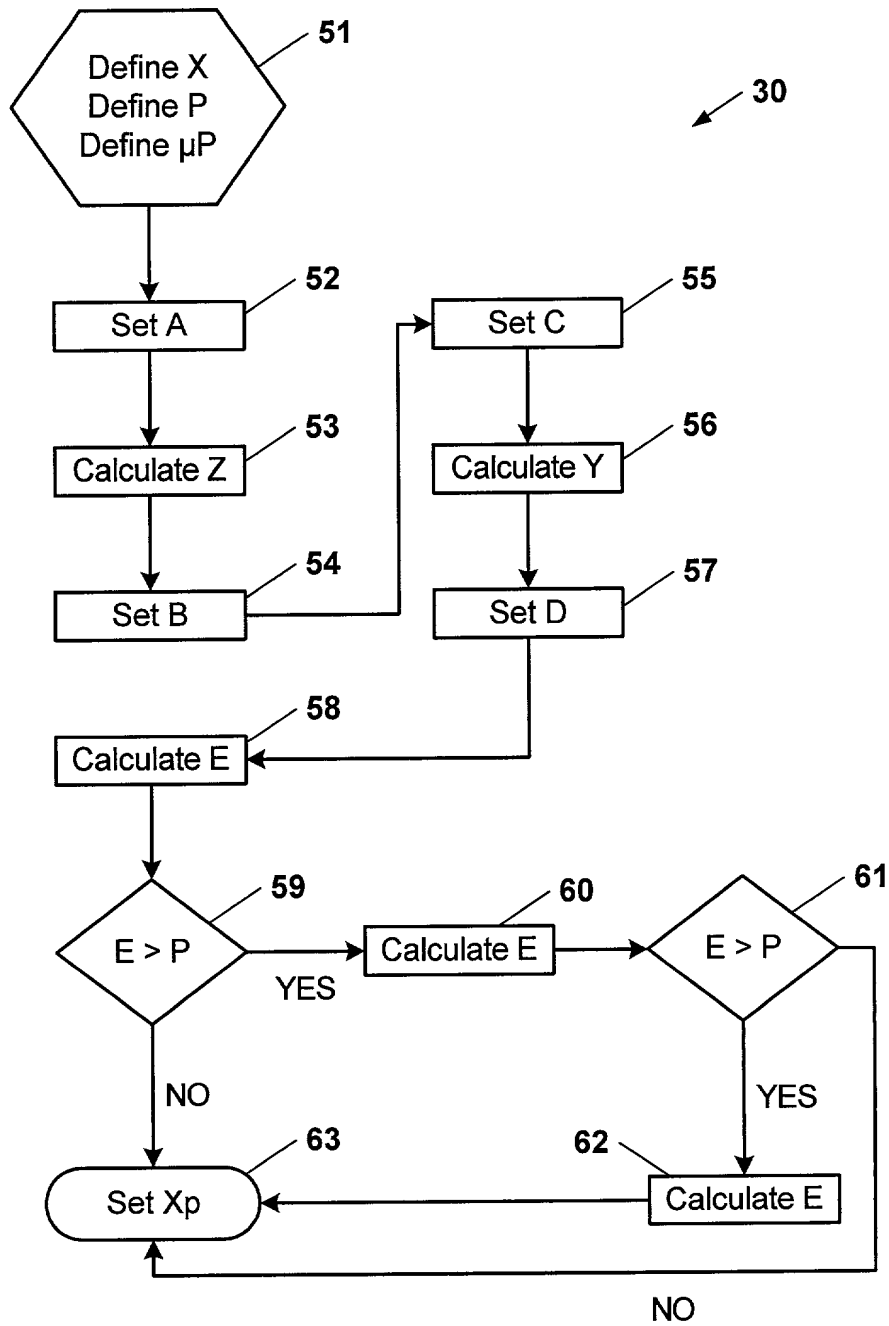 51
Define X
Define P
Define µP
30
52
Set A
53
Calculate Z
54
Set B
55
Set C
56
Calculate Y
57
Set D
58
Calculate E
59
E > P
YES
60
Calculate E
61
E > P
NO
YES
63
Set Xp
62
Calculate E
NO